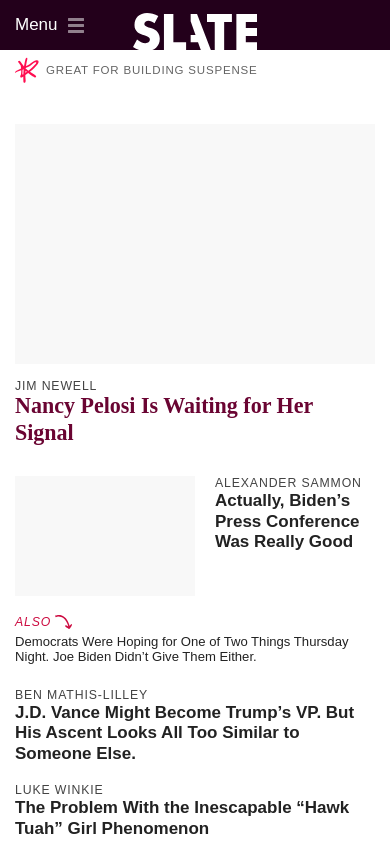 Menu
SLATE
GREAT FOR BUILDING SUSPENSE
JIM NEWELL
Nancy Pelosi Is Waiting for Her
Signal
ALEXANDER SAMMON
Actually, Biden’s
Press Conference
Was Really Good
ALSO
Democrats Were Hoping for One of Two Things Thursday
Night. Joe Biden Didn’t Give Them Either.
BEN MATHIS-LILLEY
J.D. Vance Might Become Trump’s VP. But
His Ascent Looks All Too Similar to
Someone Else.
LUKE WINKIE
The Problem With the Inescapable “Hawk
Tuah” Girl Phenomenon